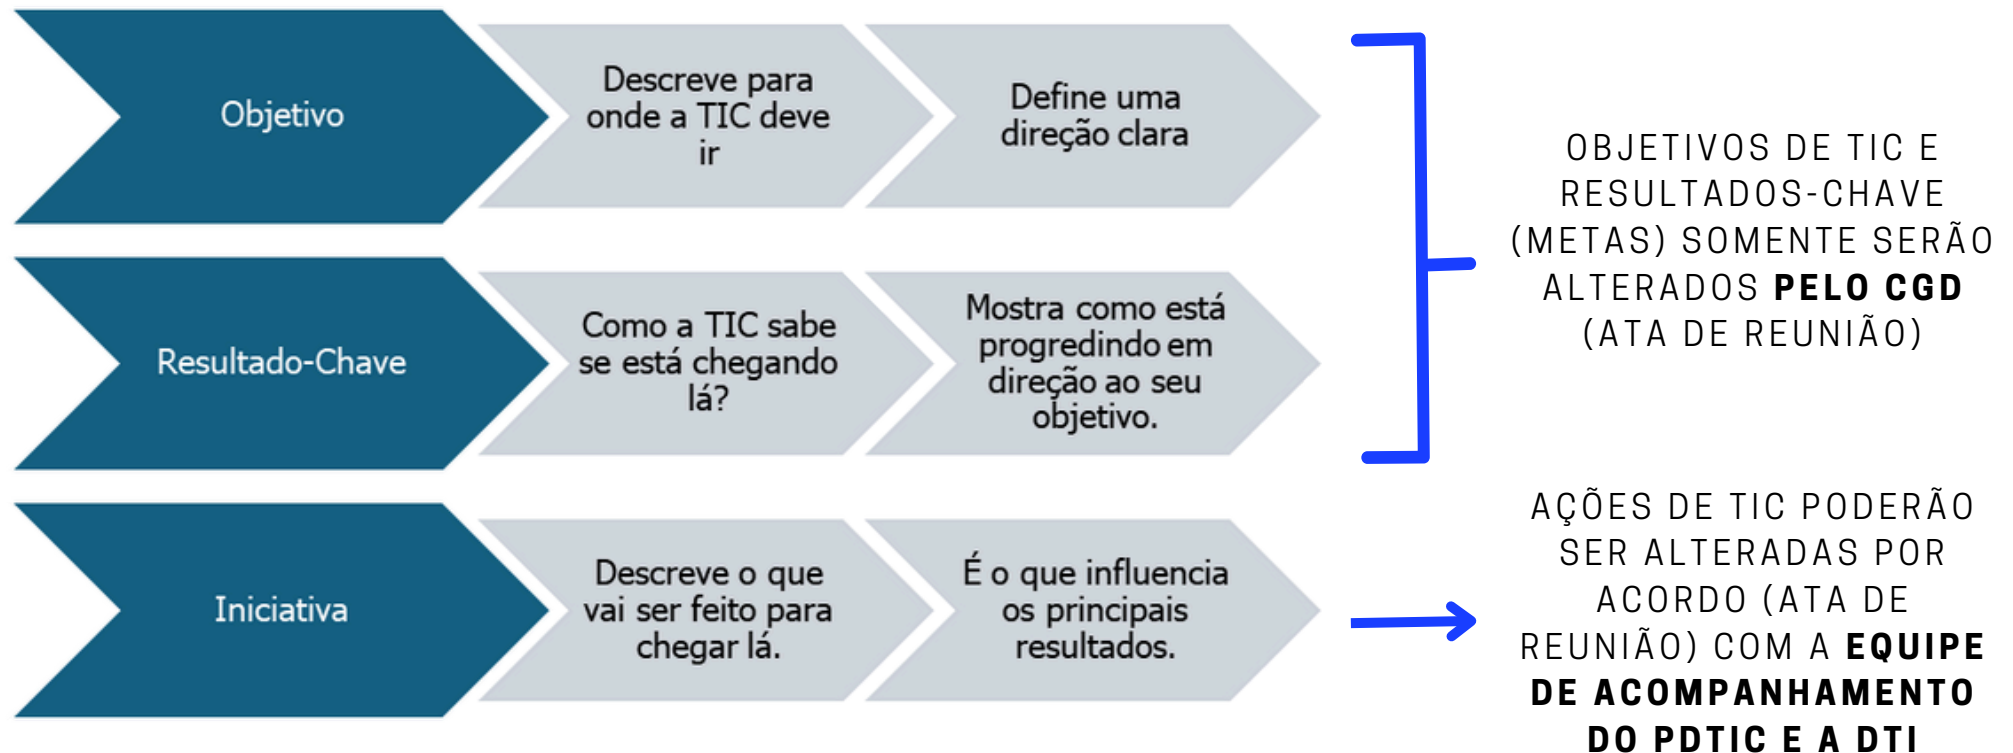 Objetivo
Descreve para
onde a TIC deve
ir
Define uma
direção clara
Resultado-Chave
Como a TIC sabe
se está chegando
lá?
Mostra como está
progredindo em
direção ao seu
objetivo.
OBJETIVOS DE TIC E
RESULTADOS-CHAVE
(METAS) SOMENTE SERÃO
ALTERADOS PELO CGD
(ATA DE REUNIÃO)
Iniciativa
Descreve o que
vai ser feito para
chegar lá.
É o que influencia
os principais
resultados.
AÇÕES DE TIC PODERÃO
SER ALTERADAS POR
ACORDO (ATA DE
REUNIÃO) COM A EQUIPE
DE ACOMPANHAMENTO
DO PDTIC E A DTI